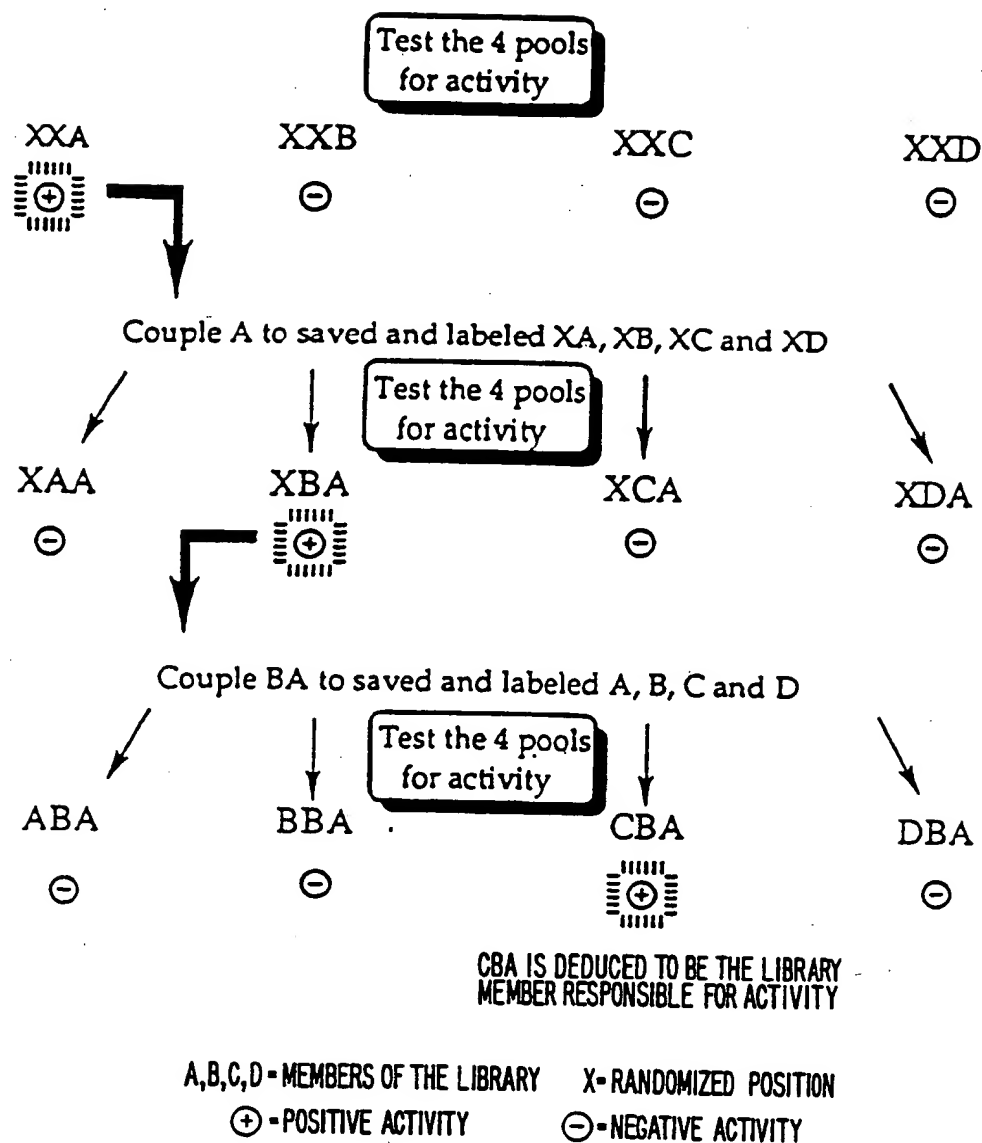 Test the 4 pools
for activity
XXA XXB XXC XXD
⊕ ⊖ ⊖ ⊖
Couple A to saved and labeled XA, XB, XC and XD
Test the 4 pools
for activity
XAA XBA XCA XDA
⊖ ⊕ ⊖ ⊖
Couple BA to saved and labeled A, B, C and D
Test the 4 pools
for activity
ABA BBA CBA DBA
⊖ ⊖ ⊕ ⊖
CBA IS DEDUCED TO BE THE LIBRARY
MEMBER RESPONSIBLE FOR ACTIVITY
A,B,C,D=MEMBERS OF THE LIBRARY X=RANDOMIZED POSITION
⊕=POSITIVE ACTIVITY ⊖=NEGATIVE ACTIVITY